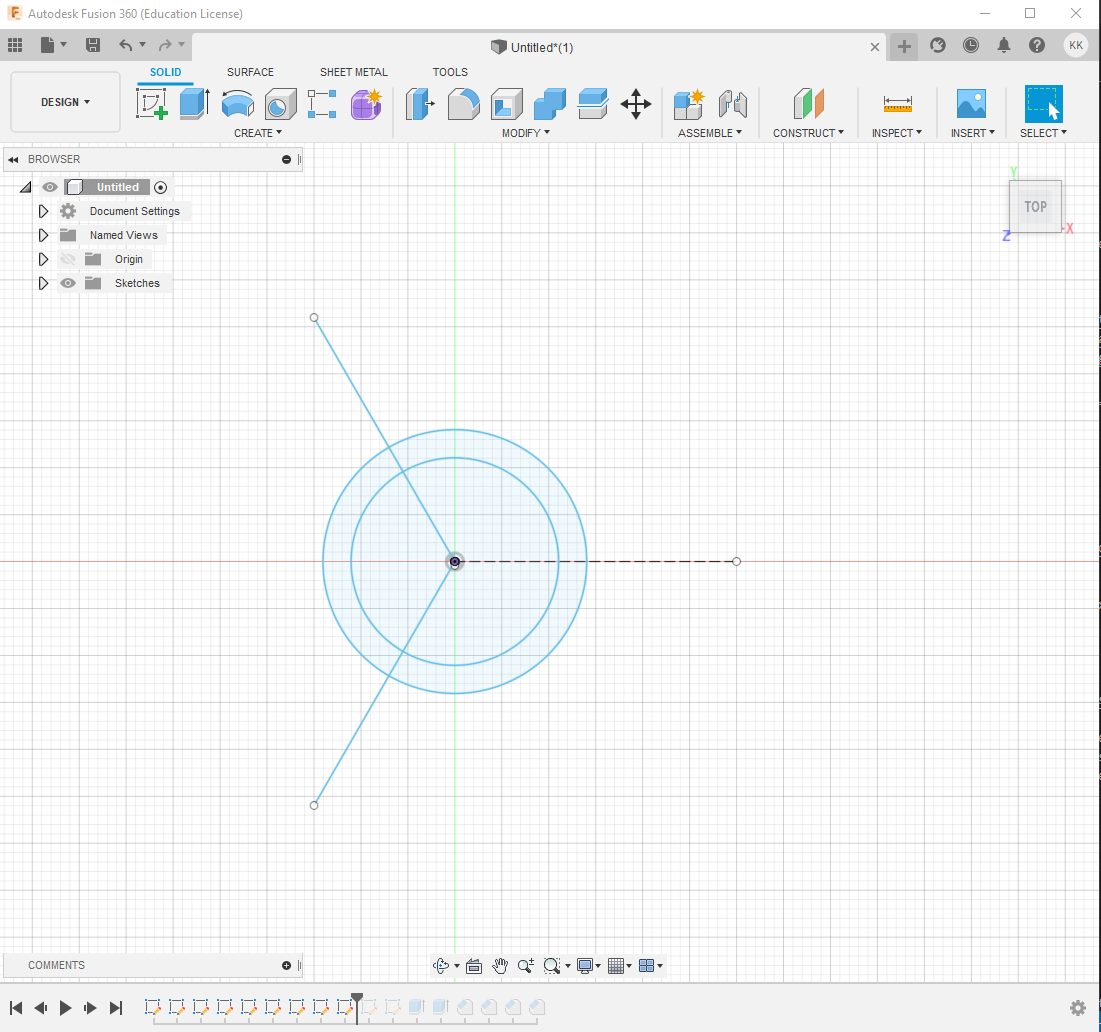 Autodesk Fusion 360 (Education License)
Untitled*(1)
KK
DESIGN
SOLID SURFACE SHEET METAL TOOLS
CREATE MODIFY ASSEMBLE CONSTRUCT INSPECT INSERT SELECT
BROWSER
Untitled
Document Settings
Named Views
Origin
Sketches
Y
TOP
X
Z
COMMENTS